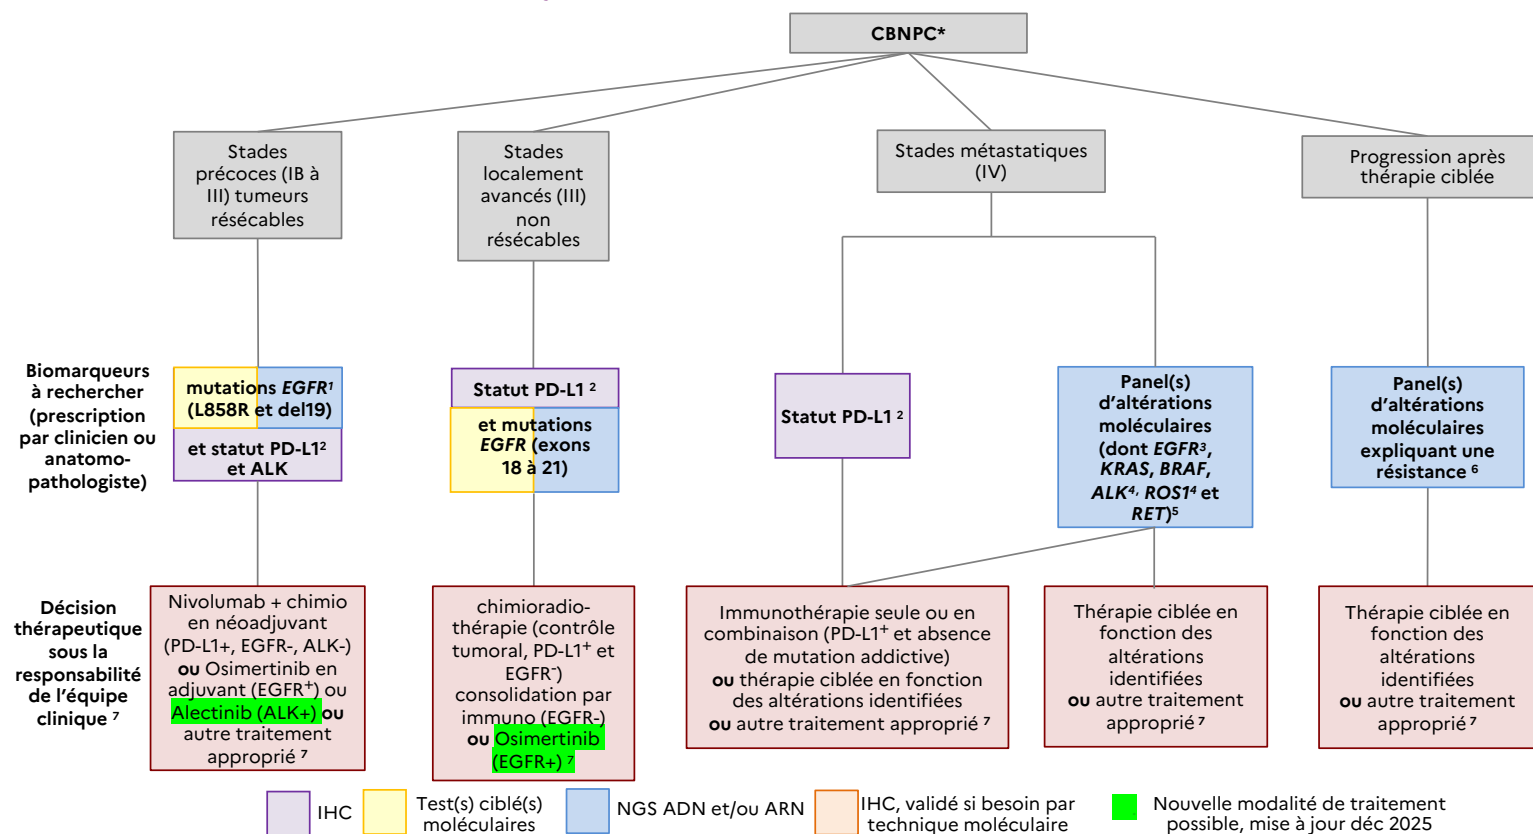 CBNPC*
Stades
précoces (IB à
III) tumeurs
résécables
Stades
localement
avancés (III)
non
résécables
Stades métastatiques
(IV)
Progression après
thérapie ciblée
Biomarqueurs
à rechercher
(prescription
par clinicien ou
anatomo-
pathologiste)
mutations EGFR¹
(L858R et del19)
et statut PD-L1²
et ALK
Statut PD-L1 ²
et mutations
EGFR (exons
18 à 21)
Statut PD-L1 ²
Panel(s)
d'altérations
moléculaires
(dont EGFR³,
KRAS, BRAF,
ALK⁴, ROS1⁴ et
RET)⁵
Panel(s)
d'altérations
moléculaires
expliquant une
résistance ⁶
Décision
thérapeutique
sous la
responsabilité
de l'équipe
clinique ⁷
Nivolumab + chimio
en néoadjuvant
(PD-L1+, EGFR-, ALK-)
ou Osimertinib en
adjuvant (EGFR⁺) ou
Alectinib (ALK+) ou
autre traitement
approprié ⁷
chimioradio-
thérapie (contrôle
tumoral, PD-L1⁺ et
EGFR⁻)
consolidation par
immuno (EGFR-)
ou Osimertinib
(EGFR+) ⁷
Immunothérapie seule ou en
combinaison (PD-L1⁺ et absence
de mutation addictive)
ou thérapie ciblée en fonction
des altérations identifiées
ou autre traitement approprié ⁷
Thérapie ciblée en
fonction des
altérations
identifiées
ou autre traitement
approprié ⁷
Thérapie ciblée en
fonction des
altérations
identifiées
ou autre traitement
approprié ⁷
IHC
Test(s) ciblé(s)
moléculaires
NGS ADN et/ou ARN
IHC, validé si besoin par
technique moléculaire
Nouvelle modalité de traitement
possible, mise à jour déc 2025